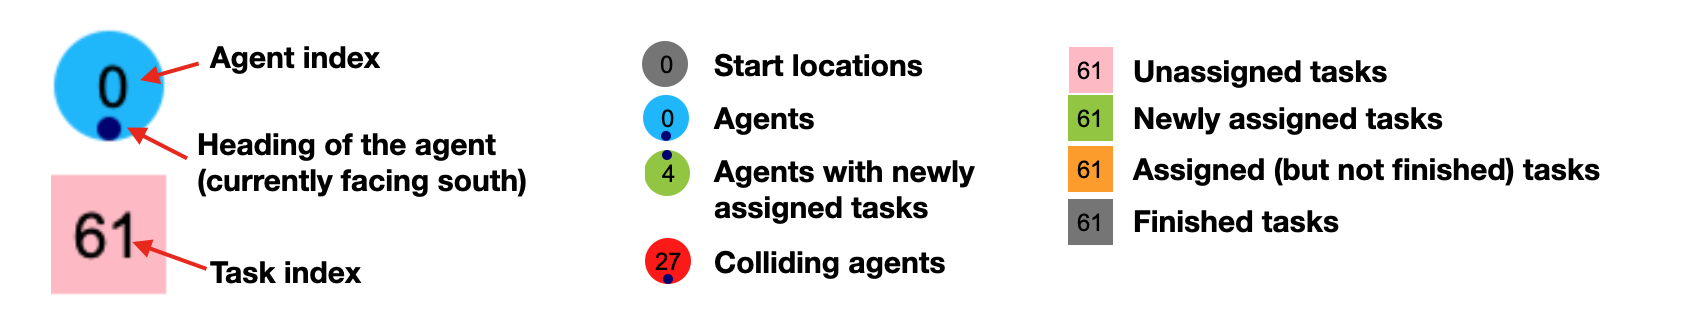 0
Agent index
Heading of the agent
(currently facing south)
61
Task index
0
Start locations
0
Agents
4
Agents with newly
assigned tasks
27
Colliding agents
61
Unassigned tasks
61
Newly assigned tasks
61
Assigned (but not finished) tasks
61
Finished tasks